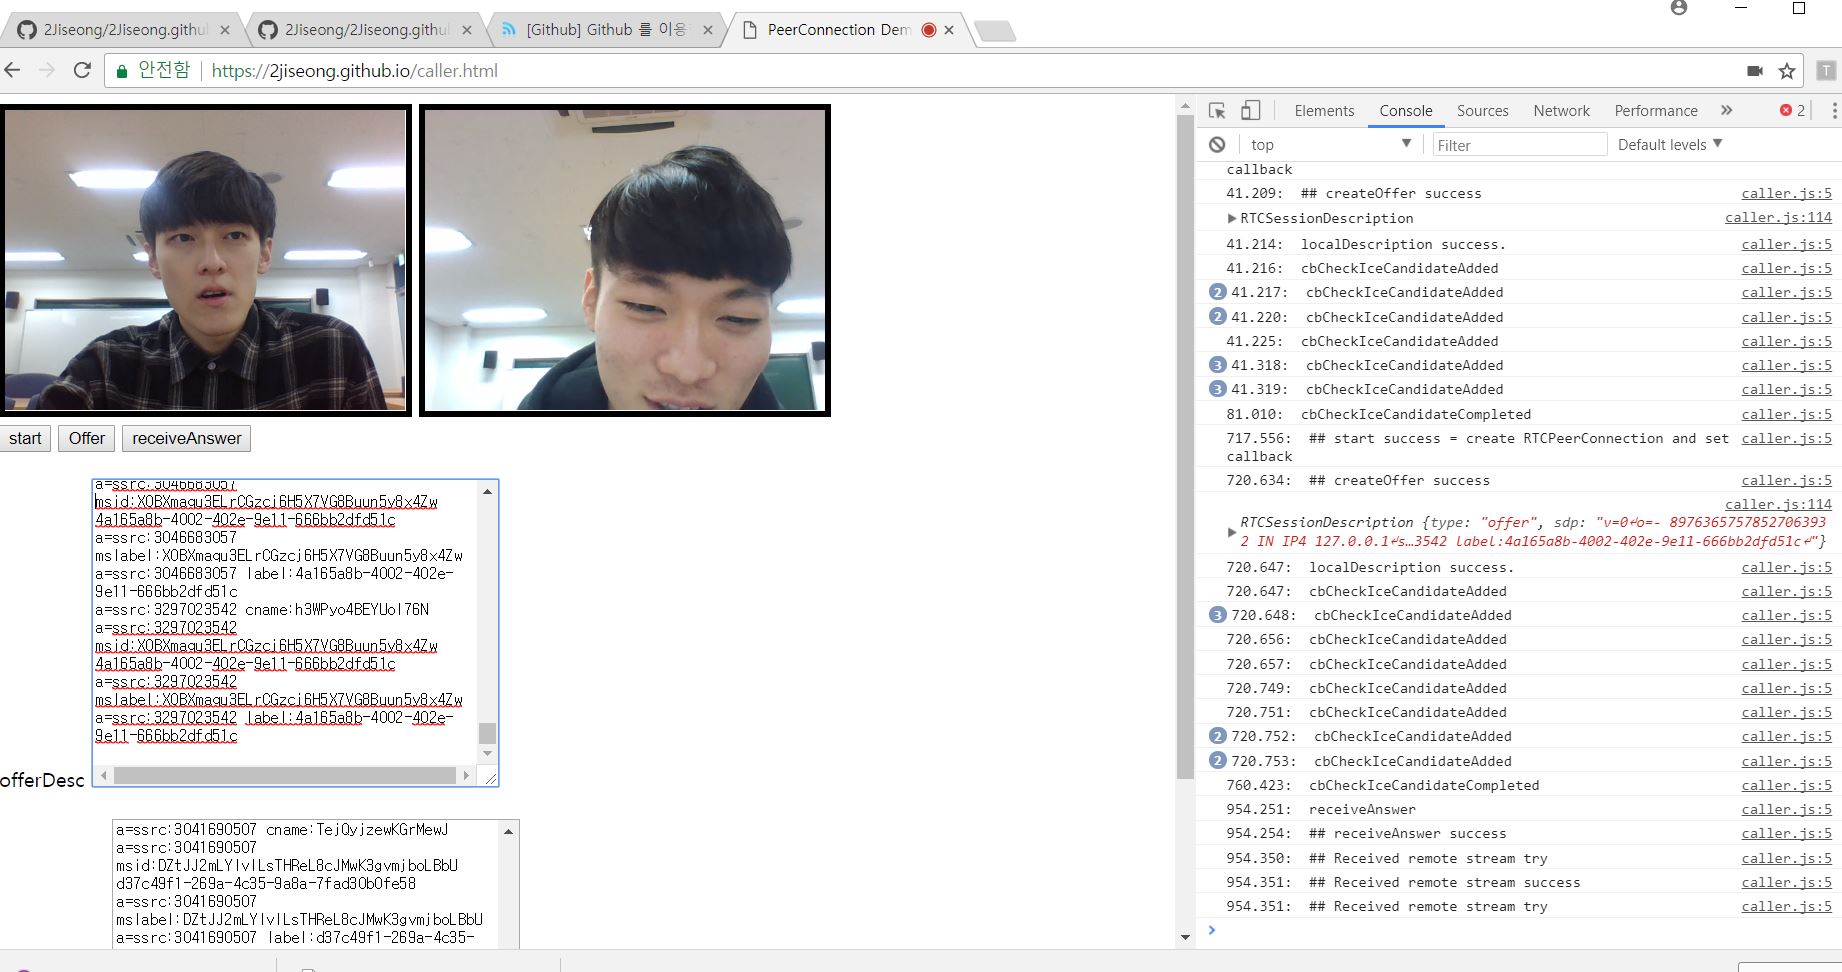 2Jiseong/2Jiseong.githu
2Jiseong/2Jiseong.githu
[Github] Github 를 이용
PeerConnection Dem
안전함
https://2jiseong.github.io/caller.html
T
Elements Console Sources Network Performance » 2
top
Filter
Default levels
start
Offer
receiveAnswer
a=ssrc:3046683057
msid:XOBXmaqu3ELrCGzcj6H5X7VG8Buun5y8x4Zw
4a165a8b-4002-402e-9e11-666bb2dfd51c
a=ssrc:3046683057
mslabel:XOBXmaqu3ELrCGzcj6H5X7VG8Buun5y8x4Zw
a=ssrc:3046683057 label:4a165a8b-4002-402e-
9e11-666bb2dfd51c
a=ssrc:3297023542 cname:h3WPyo4BEYUol76N
a=ssrc:3297023542
msid:XOBXmaqu3ELrCGzcj6H5X7VG8Buun5y8x4Zw
4a165a8b-4002-402e-9e11-666bb2dfd51c
a=ssrc:3297023542
mslabel:XOBXmaqu3ELrCGzcj6H5X7VG8Buun5y8x4Zw
a=ssrc:3297023542 label:4a165a8b-4002-402e-
9e11-666bb2dfd51c
offerDesc
a=ssrc:3041690507 cname:TejQyjzewKGrMewJ
a=ssrc:3041690507
msid:DZtJJ2mLYlvILsTHReL8cJMwK3gvmjboLBbU
d37c49f1-269a-4c35-9a8a-7fad30b0fe58
a=ssrc:3041690507
mslabel:DZtJJ2mLYlvILsTHReL8cJMwK3gvmjboLBbU
a=ssrc:3041690507 label:d37c49f1-269a-4c35-
callback
41.209: ## createOffer success caller.js:5
RTCSessionDescription caller.js:114
41.214: localDescription success. caller.js:5
41.216: cbCheckIceCandidateAdded caller.js:5
2 41.217: cbCheckIceCandidateAdded caller.js:5
2 41.220: cbCheckIceCandidateAdded caller.js:5
41.225: cbCheckIceCandidateAdded caller.js:5
3 41.318: cbCheckIceCandidateAdded caller.js:5
3 41.319: cbCheckIceCandidateAdded caller.js:5
81.010: cbCheckIceCandidateCompleted caller.js:5
717.556: ## start success = create RTCPeerConnection and set caller.js:5
callback
720.634: ## createOffer success caller.js:5
caller.js:114
RTCSessionDescription {type: "offer", sdp: "v=0↵o=- 8976365757852706393
2 IN IP4 127.0.0.1↵s…3542 label:4a165a8b-4002-402e-9e11-666bb2dfd51c↵"}
720.647: localDescription success. caller.js:5
720.647: cbCheckIceCandidateAdded caller.js:5
3 720.648: cbCheckIceCandidateAdded caller.js:5
720.656: cbCheckIceCandidateAdded caller.js:5
720.657: cbCheckIceCandidateAdded caller.js:5
720.749: cbCheckIceCandidateAdded caller.js:5
720.751: cbCheckIceCandidateAdded caller.js:5
2 720.752: cbCheckIceCandidateAdded caller.js:5
2 720.753: cbCheckIceCandidateAdded caller.js:5
760.423: cbCheckIceCandidateCompleted caller.js:5
954.251: receiveAnswer caller.js:5
954.254: ## receiveAnswer success caller.js:5
954.350: ## Received remote stream try caller.js:5
954.351: ## Received remote stream success caller.js:5
954.351: ## Received remote stream try caller.js:5